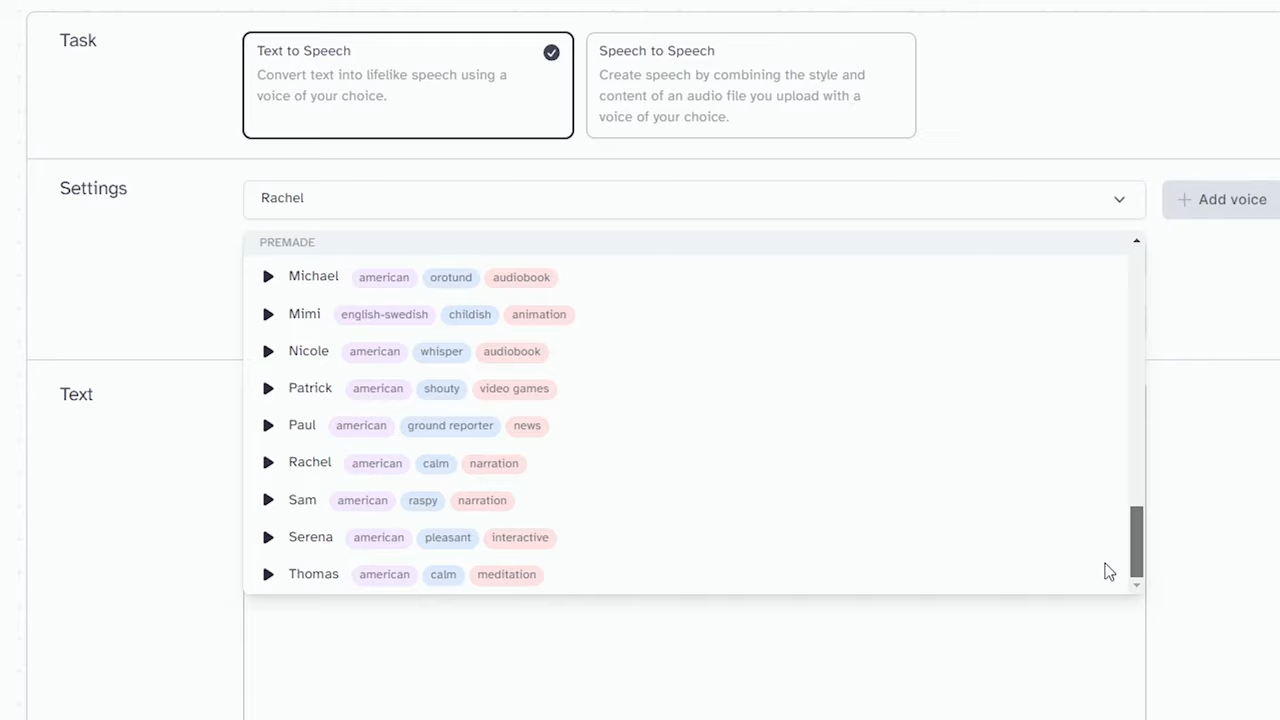 Task
Text to Speech
Convert text into lifelike speech using a
voice of your choice.
Speech to Speech
Create speech by combining the style and
content of an audio file you upload with a
voice of your choice.
Settings
Rachel
Add voice
PREMADE
Michael american orotund audiobook
Mimi english-swedish childish animation
Nicole american whisper audiobook
Patrick american shouty video games
Paul american ground reporter news
Rachel american calm narration
Sam american raspy narration
Serena american pleasant interactive
Thomas american calm meditation
Text